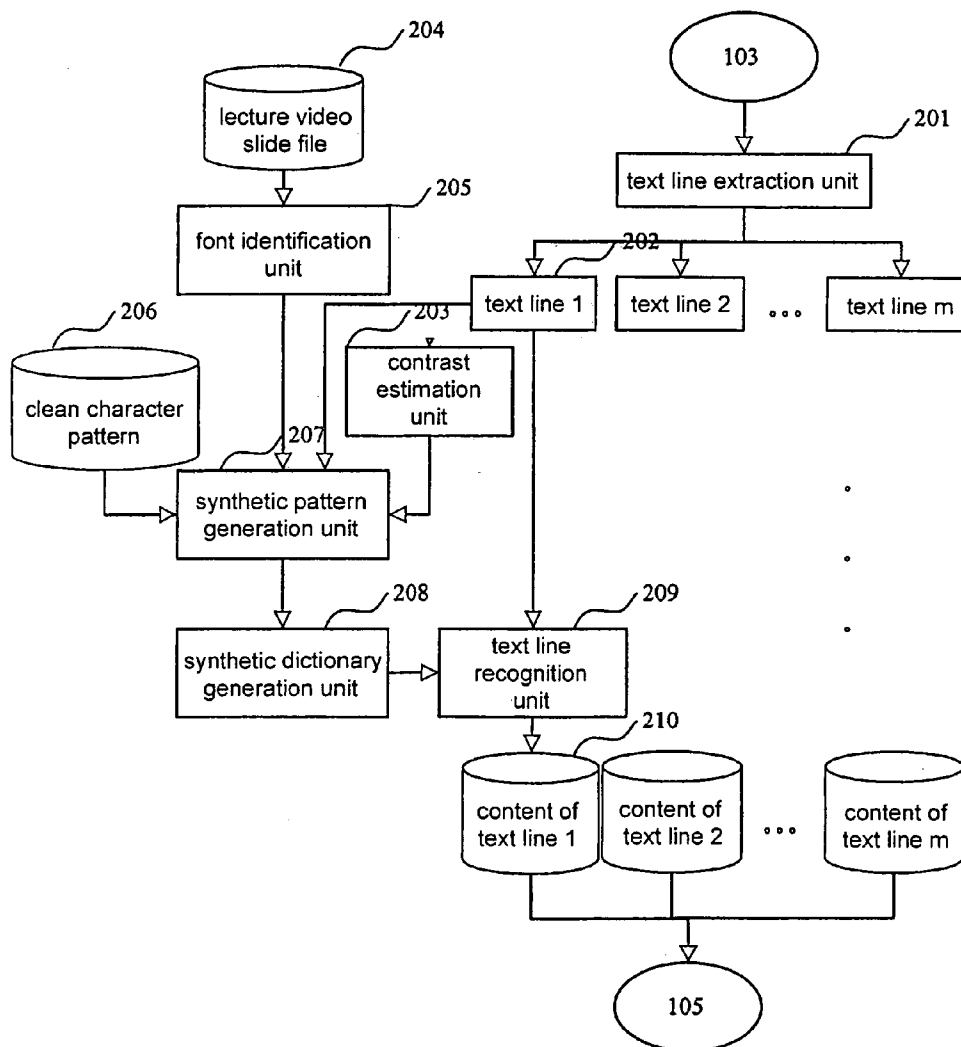 204
lecture video
slide file
103
201
text line extraction unit
205
font identification
unit
202
text line 1
text line 2
...
text line m
206
clean character
pattern
203
contrast
estimation
unit
207
synthetic pattern
generation unit
208
synthetic dictionary
generation unit
209
text line
recognition
unit
210
content of
text line 1
content of
text line 2
...
content of
text line m
105